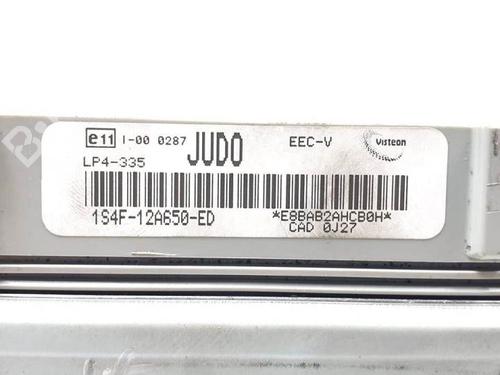 e11 I-00 0287 JUDO EEC-V Visteon
LP4-335
1S4F-12A650-ED *E8BAB2AHCB0H*
CAD 0J27